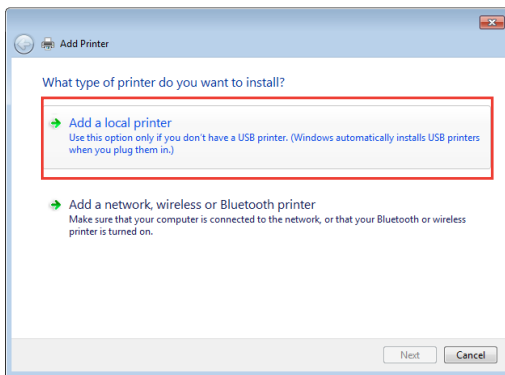 Add Printer
What type of printer do you want to install?
Add a local printer
Use this option only if you don't have a USB printer. (Windows automatically installs USB printers
when you plug them in.)
Add a network, wireless or Bluetooth printer
Make sure that your computer is connected to the network, or that your Bluetooth or wireless
printer is turned on.
Next Cancel